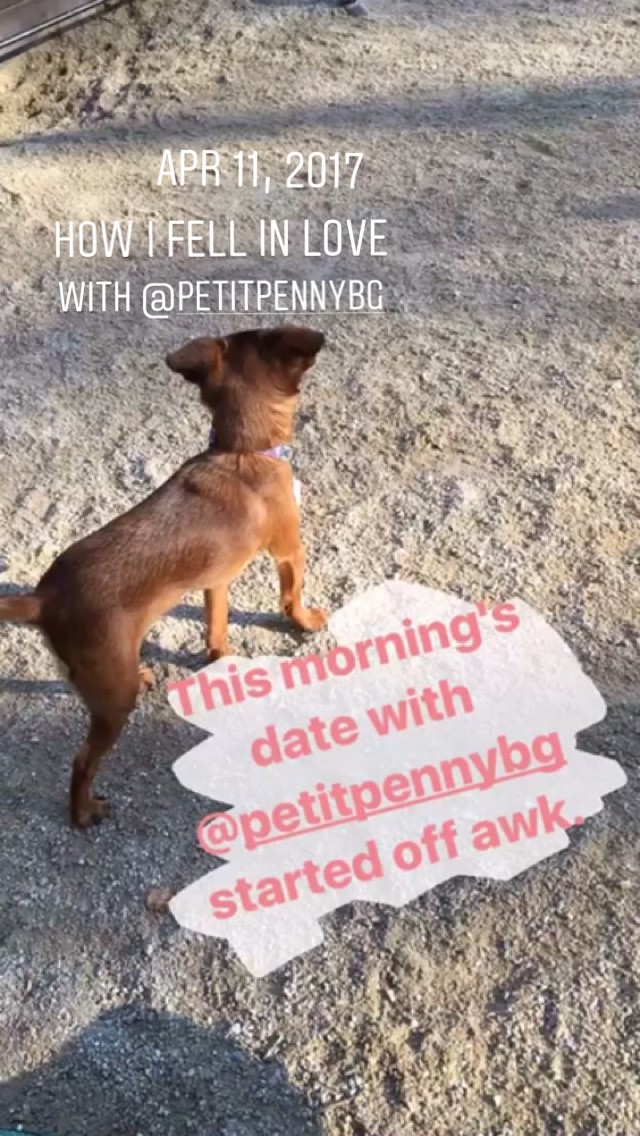 APR 11, 2017
HOW I FELL IN LOVE
WITH @PETITPENNYBG
This morning's
date with
@petitpennybg
started off awk.